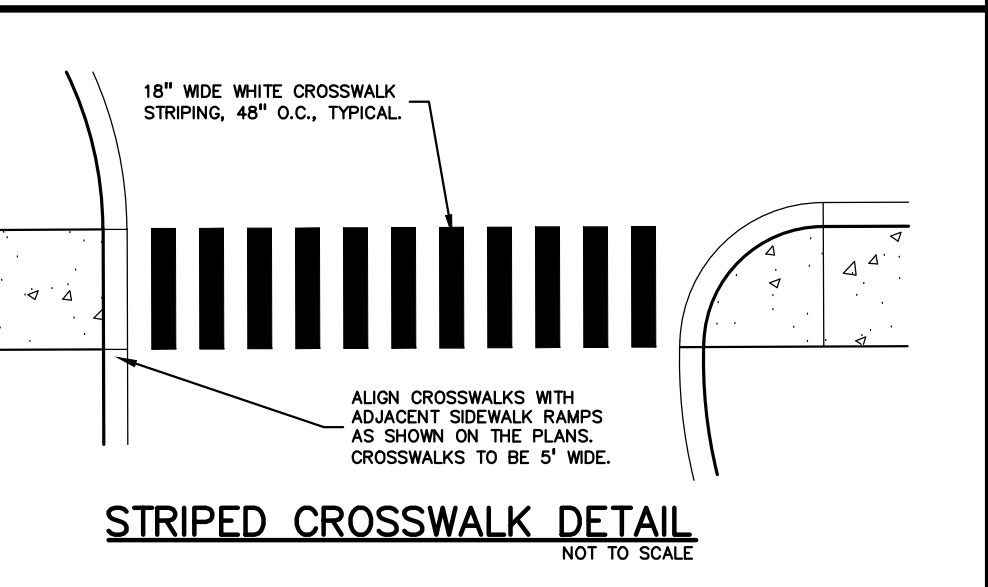 18" WIDE WHITE CROSSWALK
STRIPING, 48" O.C., TYPICAL.
ALIGN CROSSWALKS WITH
ADJACENT SIDEWALK RAMPS
AS SHOWN ON THE PLANS.
CROSSWALKS TO BE 5' WIDE.
STRIPED CROSSWALK DETAIL
NOT TO SCALE